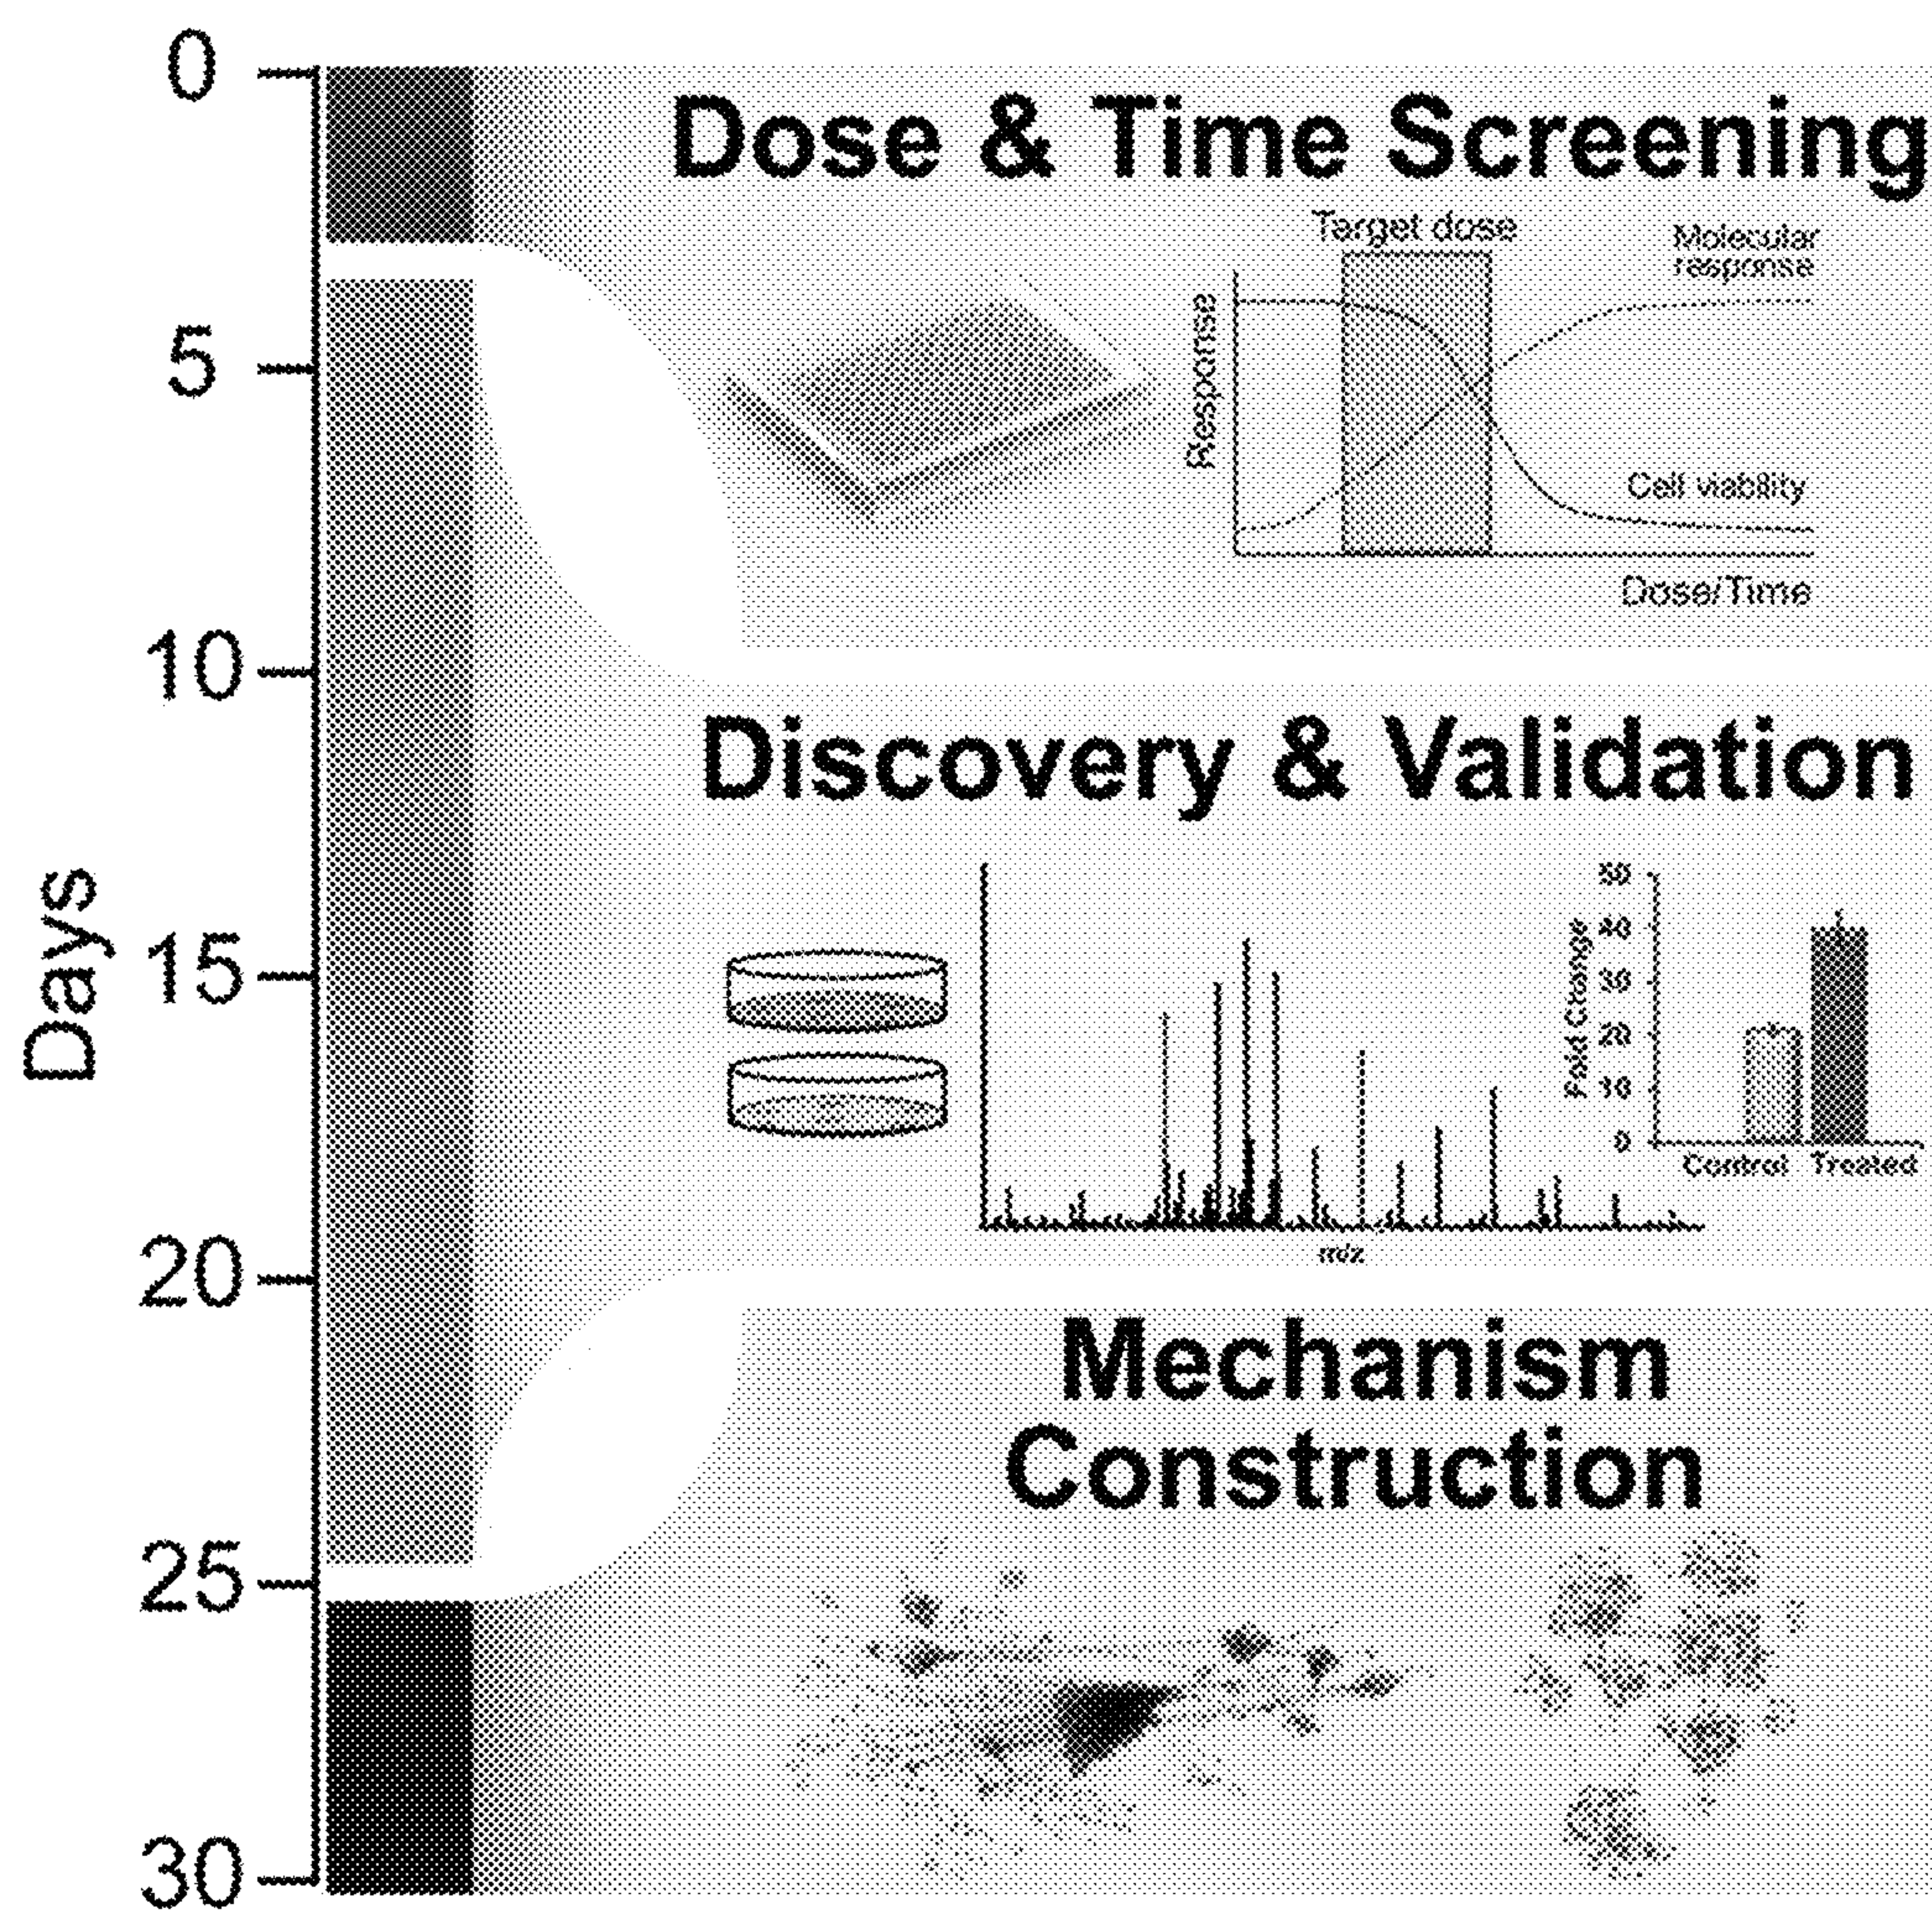 Days
0
5
10
15
20
25
30
Dose & Time Screening
Target dose
Molecular
response
Response
Cell viability
Dose/Time
Discovery & Validation
m/z
Fold Change
50
40
30
20
10
0
Control Treated
Mechanism
Construction